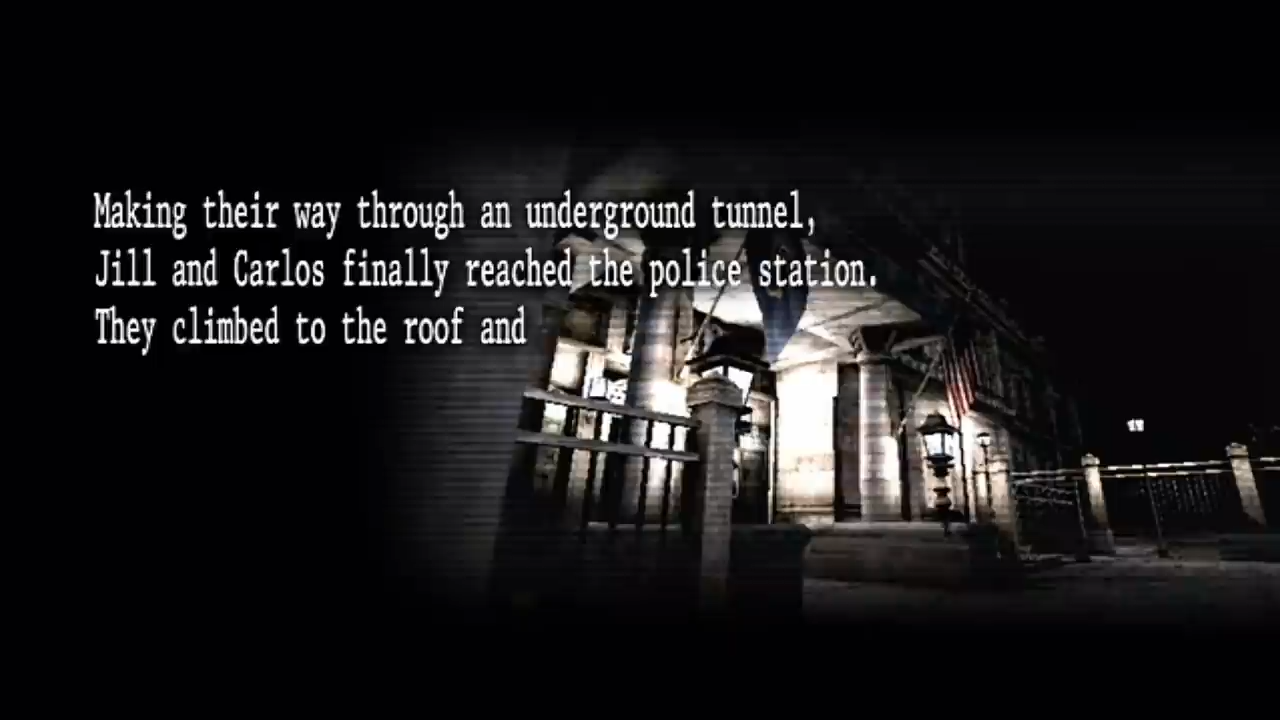 Making their way through an underground tunnel,
Jill and Carlos finally reached the police station.
They climbed to the roof and